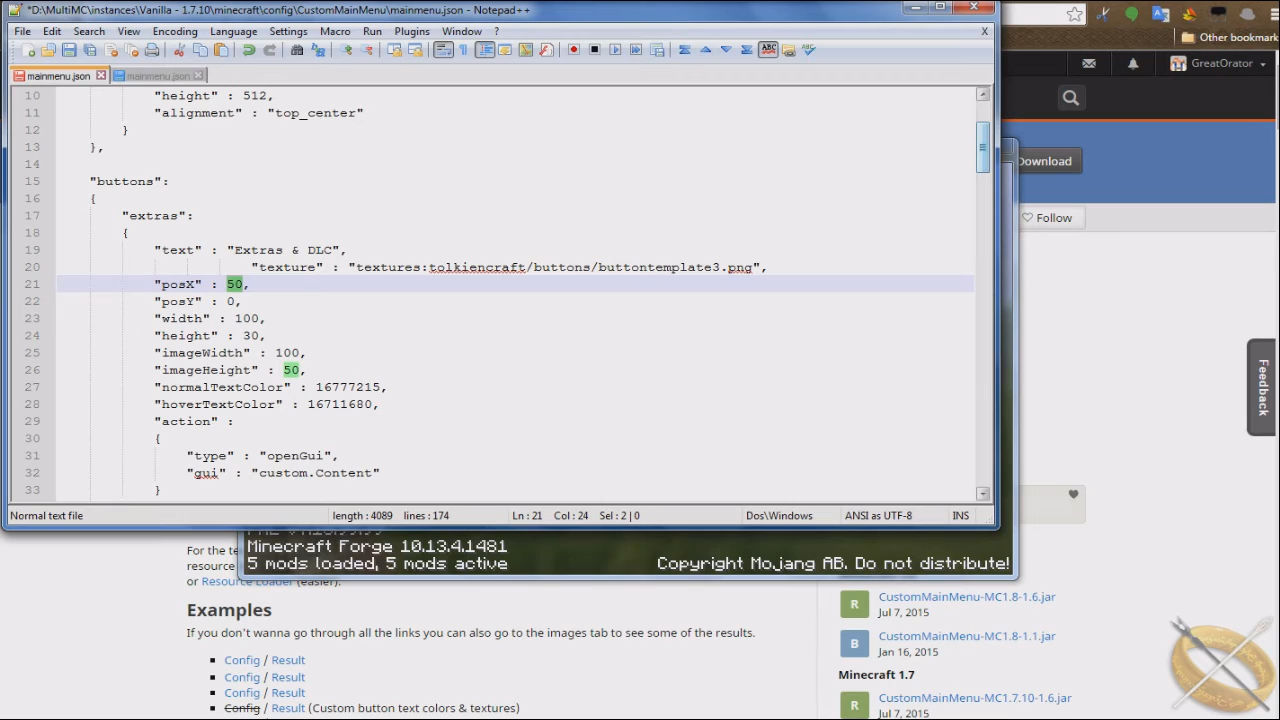 *D:\MultiMC\instances\Vanilla - 1.7.10\minecraft\config\CustomMainMenu\mainmenu.json - Notepad++
File Edit Search View Encoding Language Settings Macro Run Plugins Window ? X
mainmenu.json mainmenu.json
10 "height" : 512,
11 "alignment" : "top_center"
12 }
13 },
14
15 "buttons":
16 {
17 "extras":
18 {
19 "text" : "Extras & DLC",
20 "texture" : "textures:tolkiencraft/buttons/buttontemplate3.png",
21 "posX" : 50,
22 "posY" : 0,
23 "width" : 100,
24 "height" : 30,
25 "imageWidth" : 100,
26 "imageHeight" : 50,
27 "normalTextColor" : 16777215,
28 "hoverTextColor" : 16711680,
29 "action" :
30 {
31 "type" : "openGui",
32 "gui" : "custom.Content"
33 }
Normal text file length : 4089 lines : 174 Ln : 21 Col : 24 Sel : 2 | 0 Dos\Windows ANSI as UTF-8 INS
Other bookmark
GreatOrator
Download
Follow
Feedback
Minecraft Forge 10.13.4.1481
5 mods loaded, 5 mods active
Copyright Mojang AB. Do not distribute!
For the te
resource
or Resource Loader (easier).
Examples
If you don't wanna go through all the links you can also go to the images tab to see some of the results.
Config / Result
Config / Result
Config / Result
Config / Result (Custom button text colors & textures)
R CustomMainMenu-MC1.8-1.6.jar
Jul 7, 2015
B CustomMainMenu-MC1.8-1.1.jar
Jan 16, 2015
Minecraft 1.7
R CustomMainMenu-MC1.7.10-1.6.jar
Jul 7, 2015